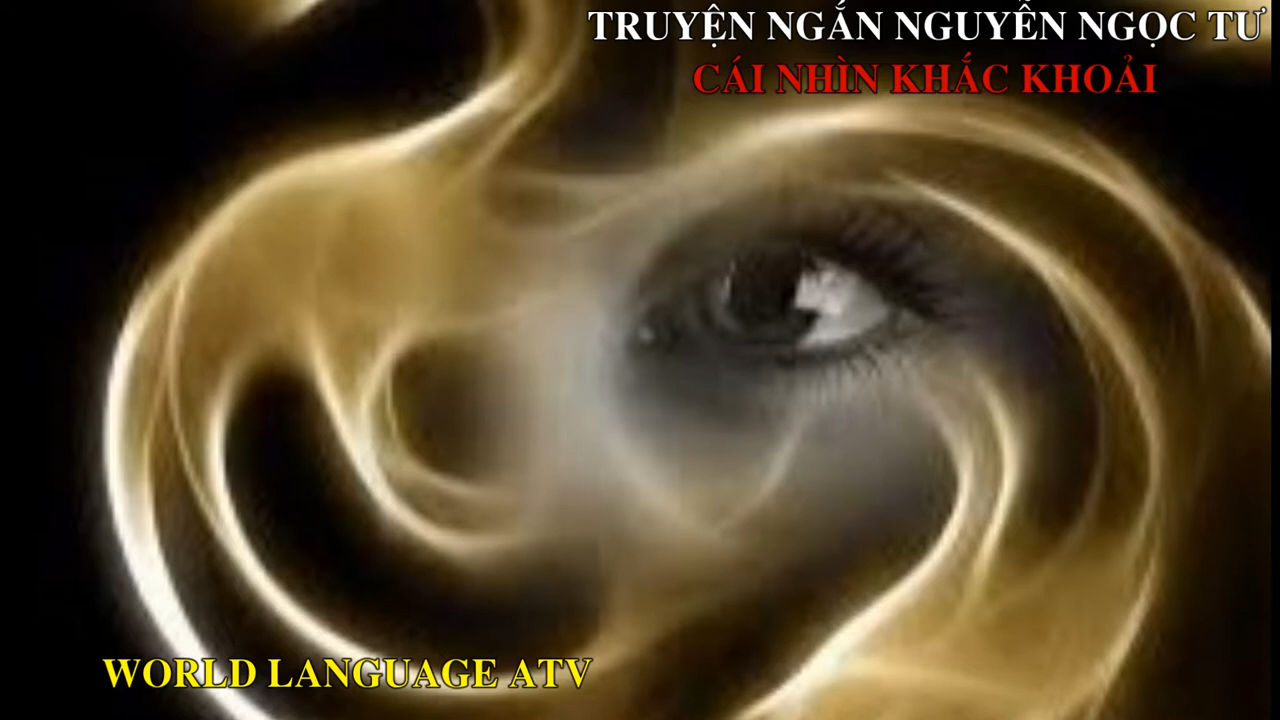 TRUYỆN NGẮN NGUYỄN NGỌC TƯ
CÁI NHÌN KHẮC KHOẢI
WORLD LANGUAGE ATV